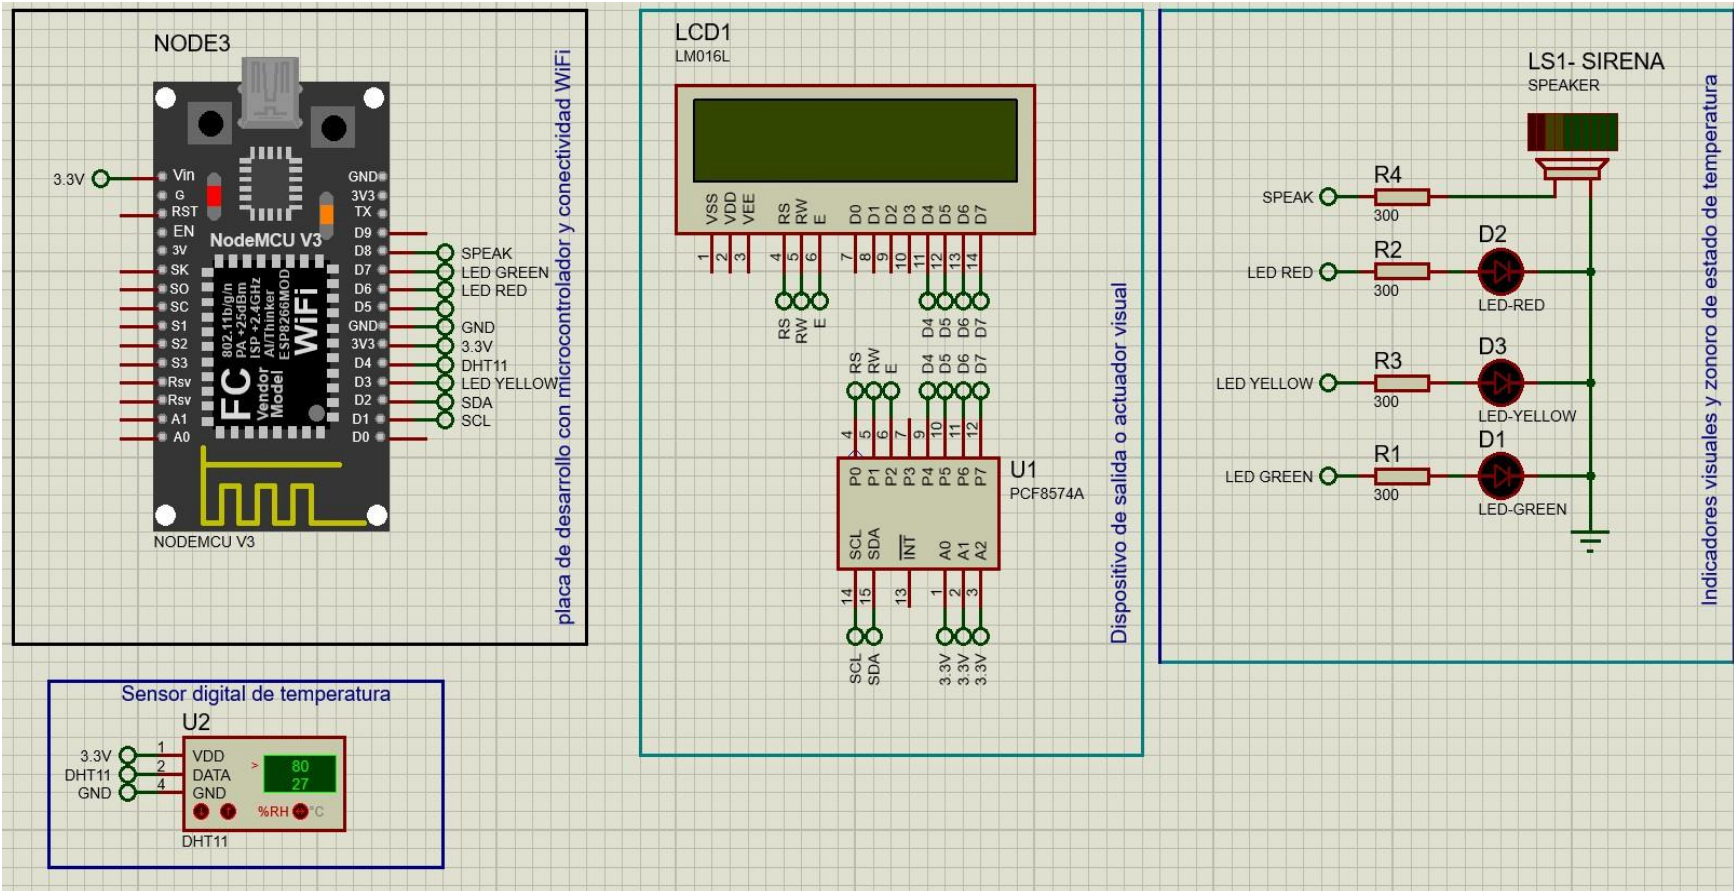 NODE3
3.3V
Vin
G
RST
EN
3V
SK
SO
SC
S1
S2
S3
Rsv
Rsv
A1
A0
GND
3V3
TX
D9
D8
D7
D6
D5
GND
3V3
D4
D3
D2
D1
D0
NodeMCU V3
802.11b/g/n
PA +25dBm
ISP +2.4GHz
AI/Thinker
ESP8266MOD
WiFi
FC
Vendor
Model
SPEAK
LED GREEN
LED RED
GND
3.3V
DHT11
LED YELLOW
SDA
SCL
NODEMCU V3
placa de desarrollo con microcontrolador y conectividad WiFi
Sensor digital de temperatura
U2
3.3V 1 VDD
DHT11 2 DATA
GND 4 GND
> 80
27
%RH °C
DHT11
LCD1
LM016L
VSS VDD VEE RS RW E D0 D1 D2 D3 D4 D5 D6 D7
1 2 3 4 5 6 7 8 9 10 11 12 13 14
RS RW E D4 D5 D6 D7
RS RW E D4 D5 D6 D7
4 5 6 7 9 10 11 12
P0 P1 P2 P3 P4 P5 P6 P7
U1
PCF8574A
SCL SDA INT A0 A1 A2
14 15 13 1 2 3
SCL SDA 3.3V 3.3V 3.3V
Dispositivo de salida o actuador visual
LS1- SIRENA
SPEAKER
SPEAK
R4
300
LED RED
R2
300
D2
LED-RED
LED YELLOW
R3
300
D3
LED-YELLOW
LED GREEN
R1
300
D1
LED-GREEN
Indicadores visuales y zonoro de estado de temperatura